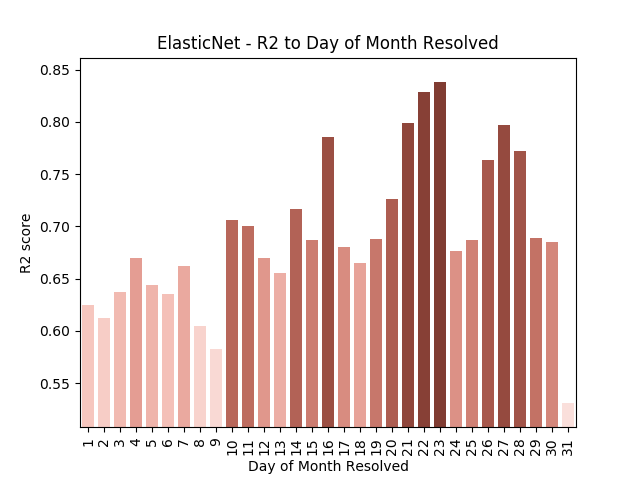 ElasticNet - R2 to Day of Month Resolved
0.85
0.80
0.75
0.70
0.65
0.60
0.55
R2 score
1 2 3 4 5 6 7 8 9 10 11 12 13 14 15 16 17 18 19 20 21 22 23 24 25 26 27 28 29 30 31
Day of Month Resolved